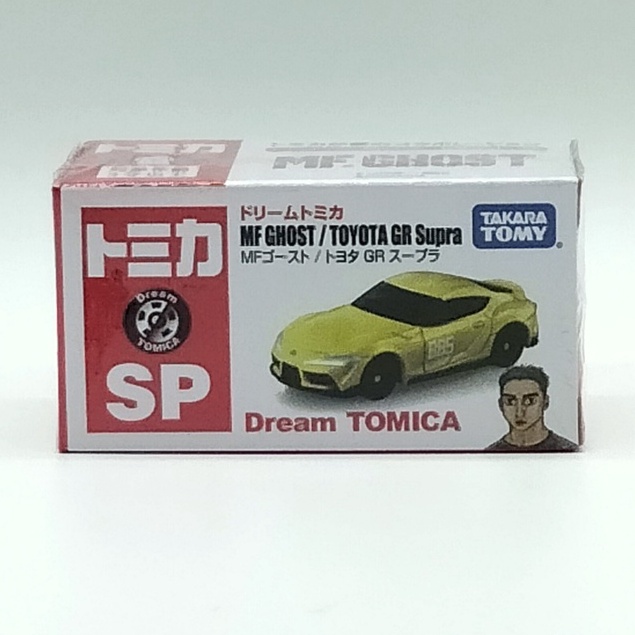 MF GHOST
トミカ
Dream
TOMICA
SP
ドリームトミカ
MF GHOST / TOYOTA GR Supra
MFゴースト / トヨタ GR スープラ
TAKARA
TOMY
®
Dream TOMICA